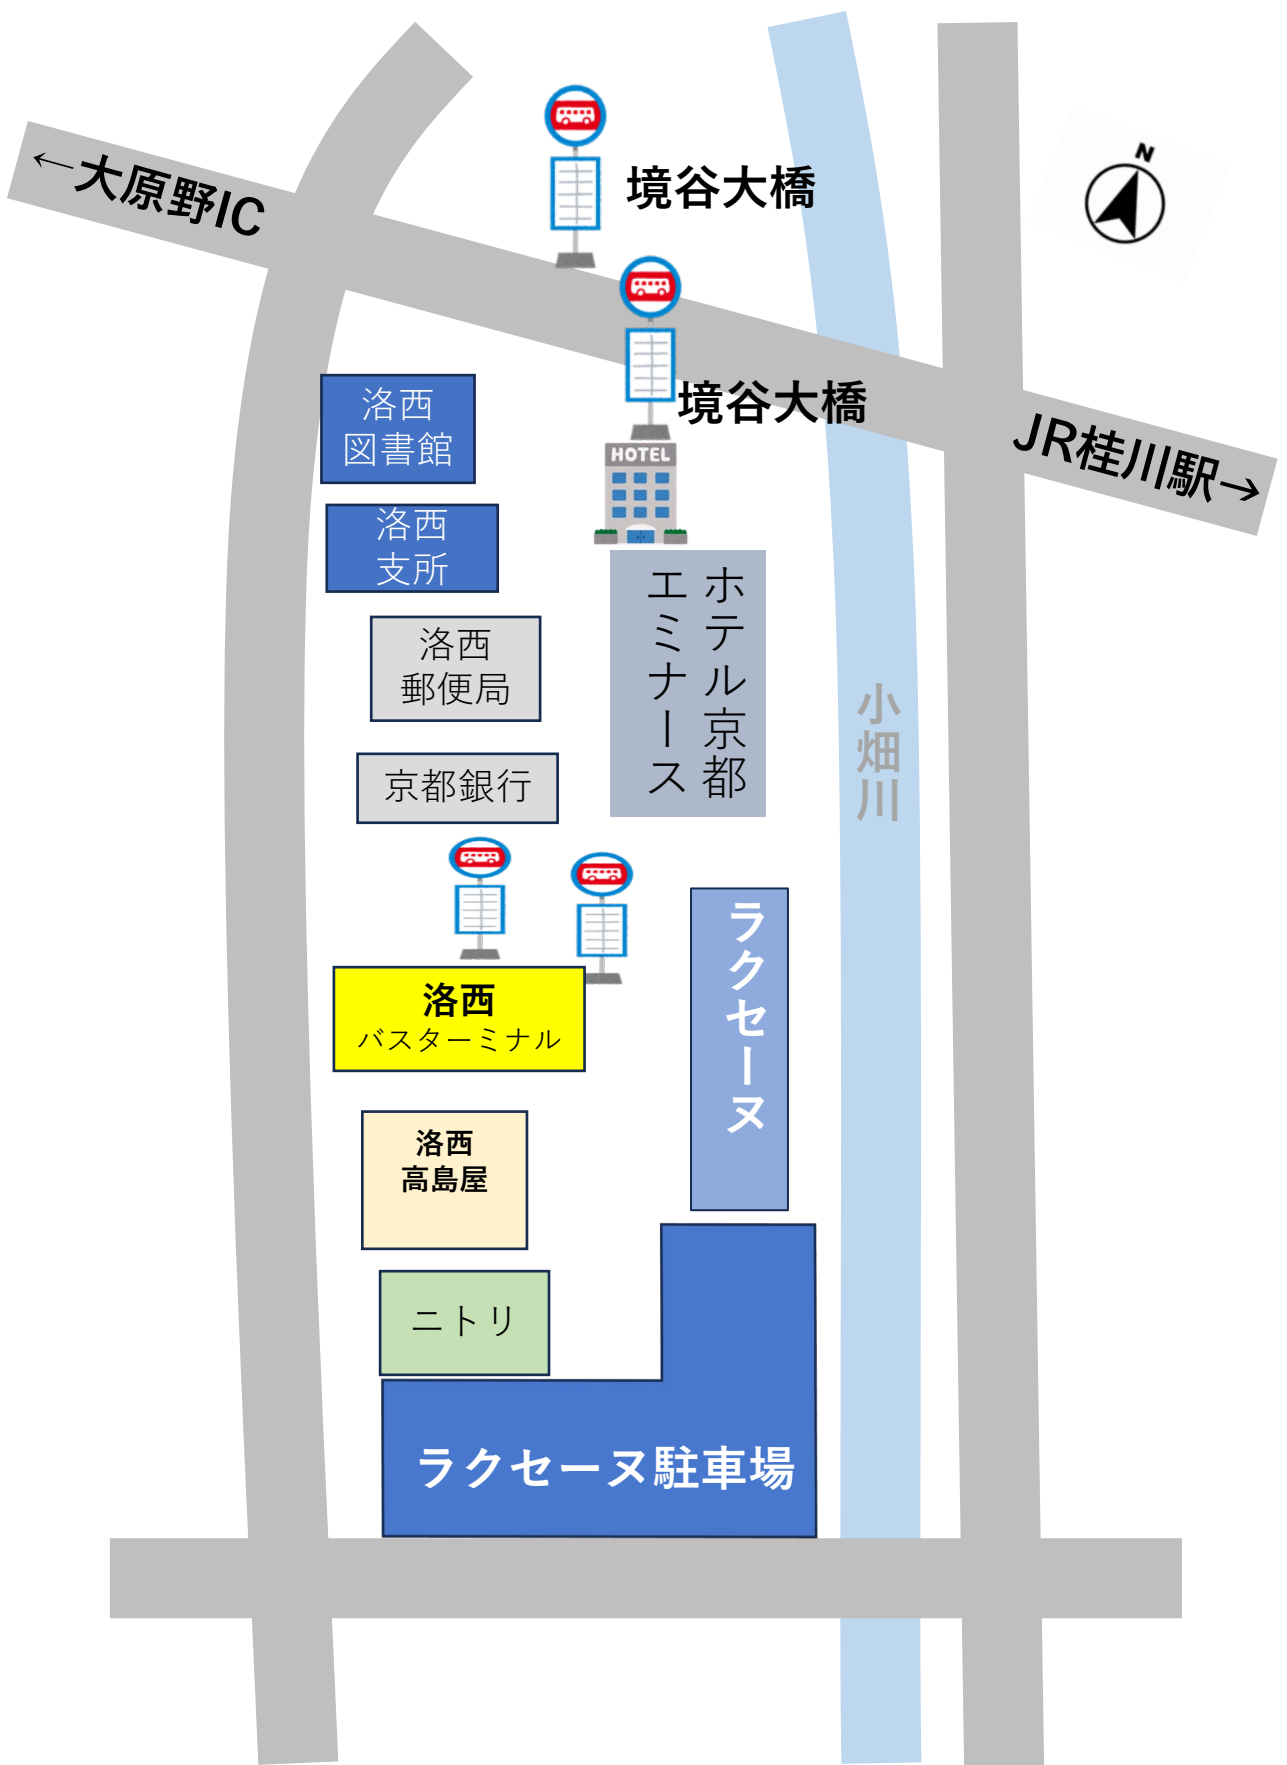 N
境谷大橋
←大原野IC
境谷大橋
JR桂川駅→
HOTEL
洛西
図書館
洛西
支所
ホテル京都
エミナース
洛西
郵便局
小畑川
京都銀行
ラクセーヌ
洛西
バスターミナル
洛西
高島屋
ニトリ
ラクセーヌ駐車場